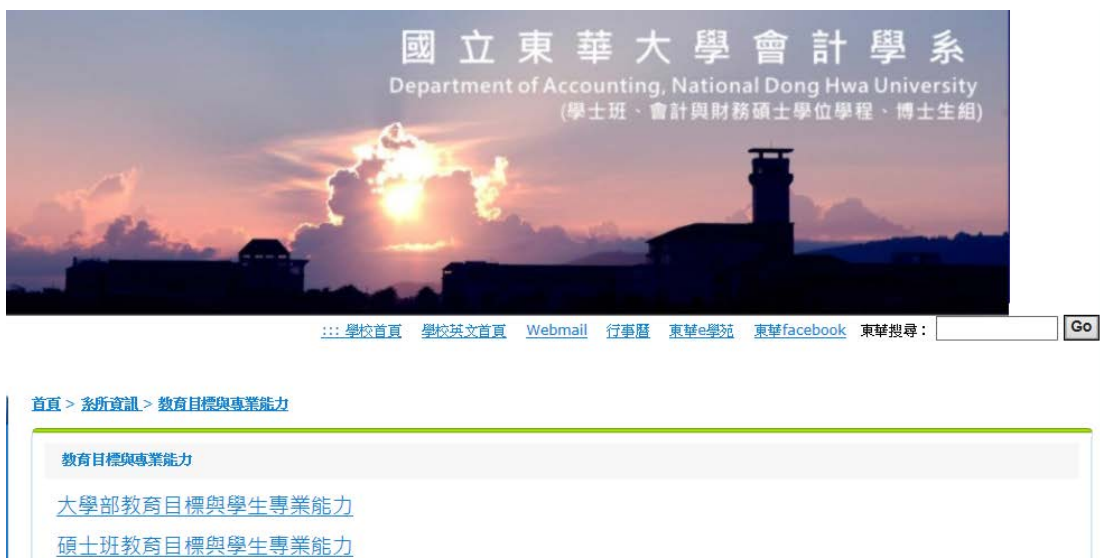 國立東華大學會計學系
Department of Accounting, National Dong Hwa University
(學士班、會計與財務碩士學位學程、博士生組)
::: 學校首頁 學校英文首頁 Webmail 行事曆 東華e學苑 東華facebook 東華搜尋： Go
首頁 > 系所資訊 > 教育目標與專業能力
教育目標與專業能力
大學部教育目標與學生專業能力
碩士班教育目標與學生專業能力